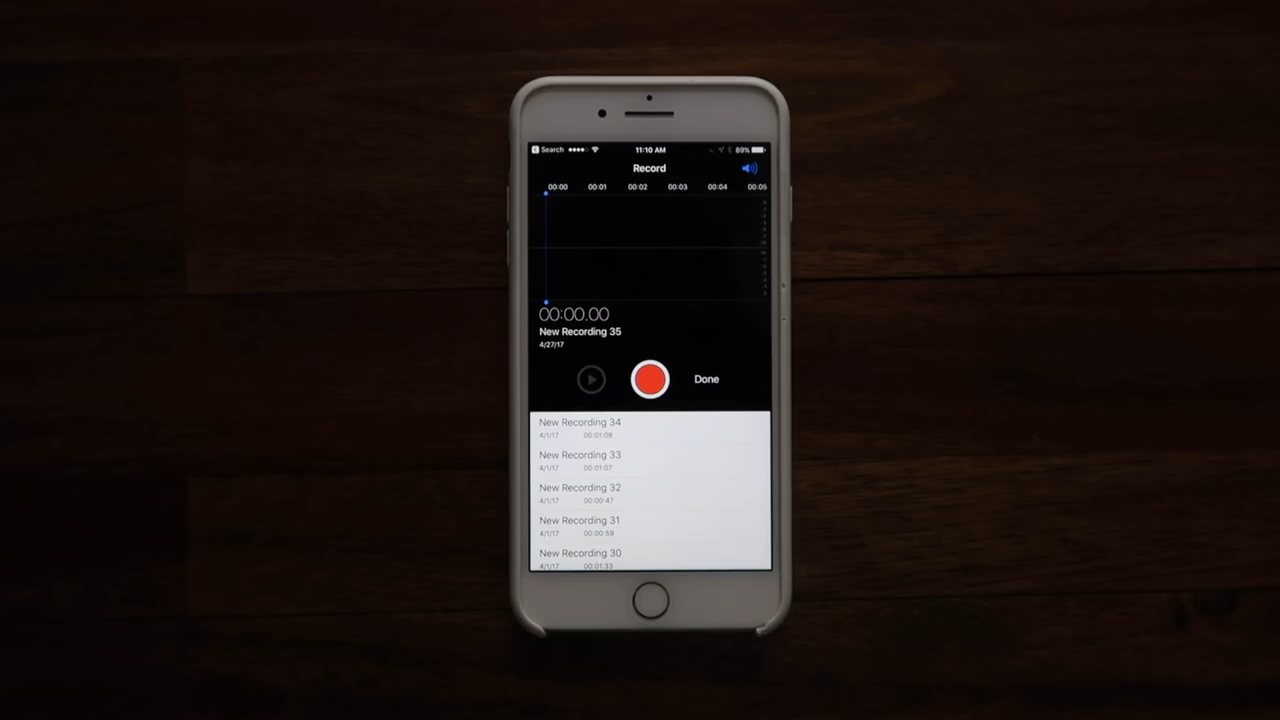 Search 11:10 AM 89%
Record
00:00 00:01 00:02 00:03 00:04 00:05
00:00.00
New Recording 35
4/27/17
Done
New Recording 34
4/1/17 00:01:08
New Recording 33
4/1/17 00:01:07
New Recording 32
4/1/17 00:00:47
New Recording 31
4/1/17 00:00:59
New Recording 30
4/1/17 00:01:33